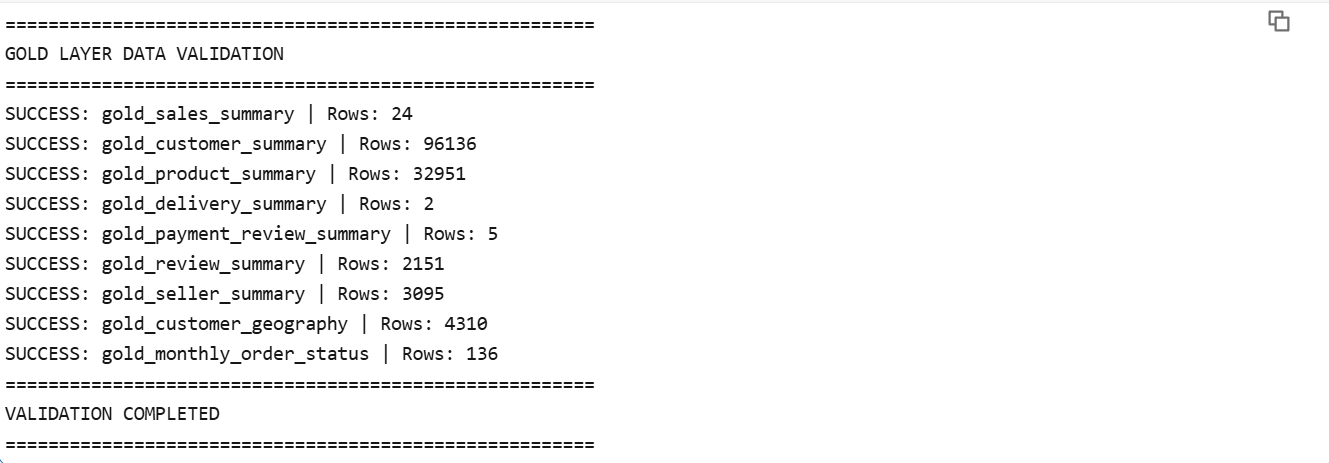 =======================================================
GOLD LAYER DATA VALIDATION
=======================================================
SUCCESS: gold_sales_summary | Rows: 24
SUCCESS: gold_customer_summary | Rows: 96136
SUCCESS: gold_product_summary | Rows: 32951
SUCCESS: gold_delivery_summary | Rows: 2
SUCCESS: gold_payment_review_summary | Rows: 5
SUCCESS: gold_review_summary | Rows: 2151
SUCCESS: gold_seller_summary | Rows: 3095
SUCCESS: gold_customer_geography | Rows: 4310
SUCCESS: gold_monthly_order_status | Rows: 136
=======================================================
VALIDATION COMPLETED
=======================================================